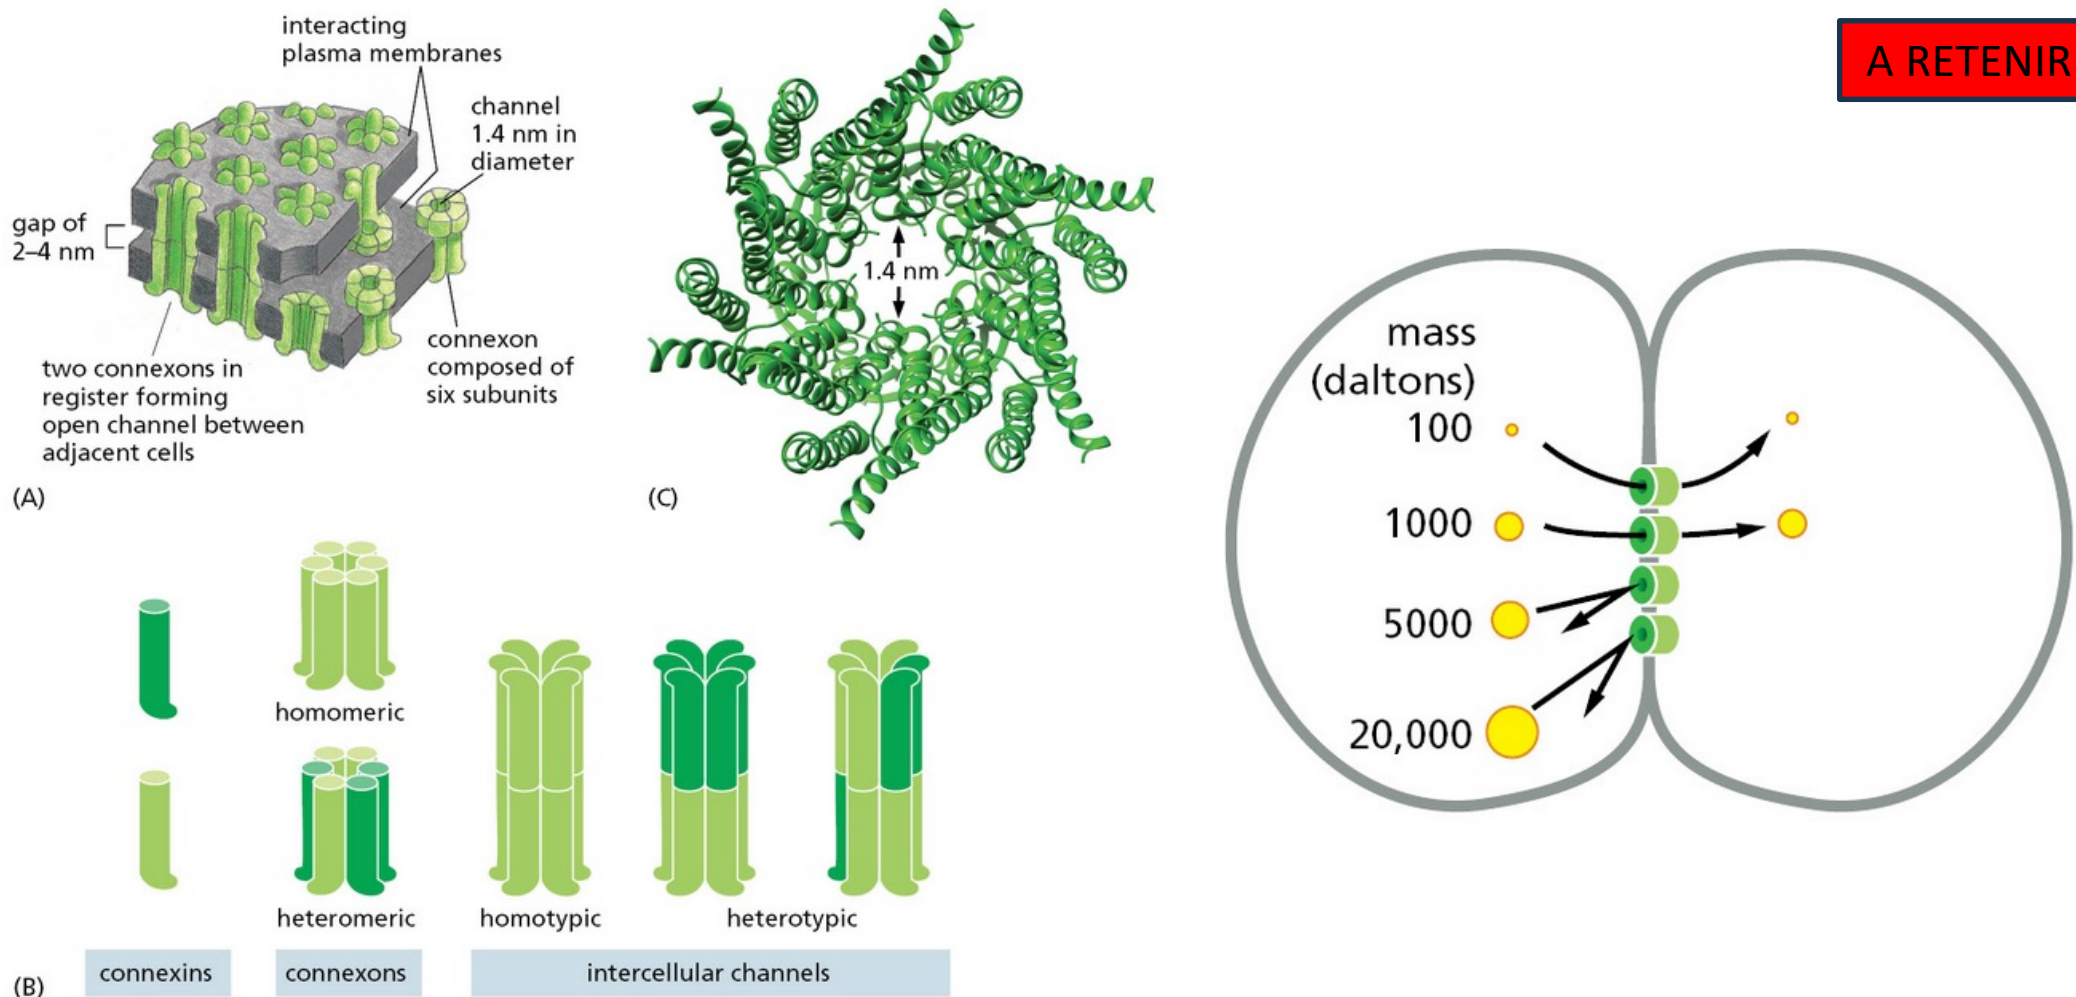 interacting
plasma membranes
channel
1.4 nm in
diameter
gap of
2–4 nm
connexon
composed of
six subunits
two connexons in
register forming
open channel between
adjacent cells
(A)
1.4 nm
(C)
homomeric
heteromeric
homotypic
heterotypic
connexins
connexons
intercellular channels
(B)
A RETENIR
mass
(daltons)
100
1000
5000
20,000